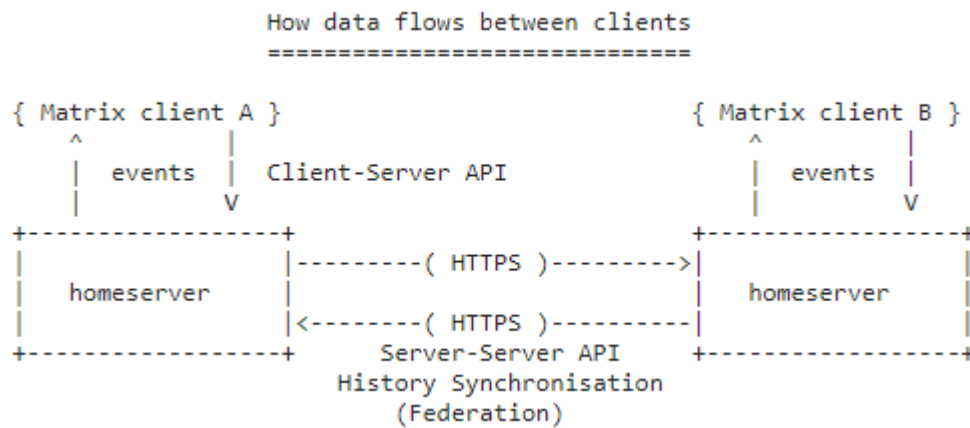 How data flows between clients
==============================
{ Matrix client A } { Matrix client B }
^ | ^ |
| events | Client-Server API | events |
| V | V
+------------------+ +------------------+
| |---------( HTTPS )--------->| |
| homeserver | | homeserver |
| |<--------( HTTPS )----------| |
+------------------+ Server-Server API +------------------+
History Synchronisation
(Federation)